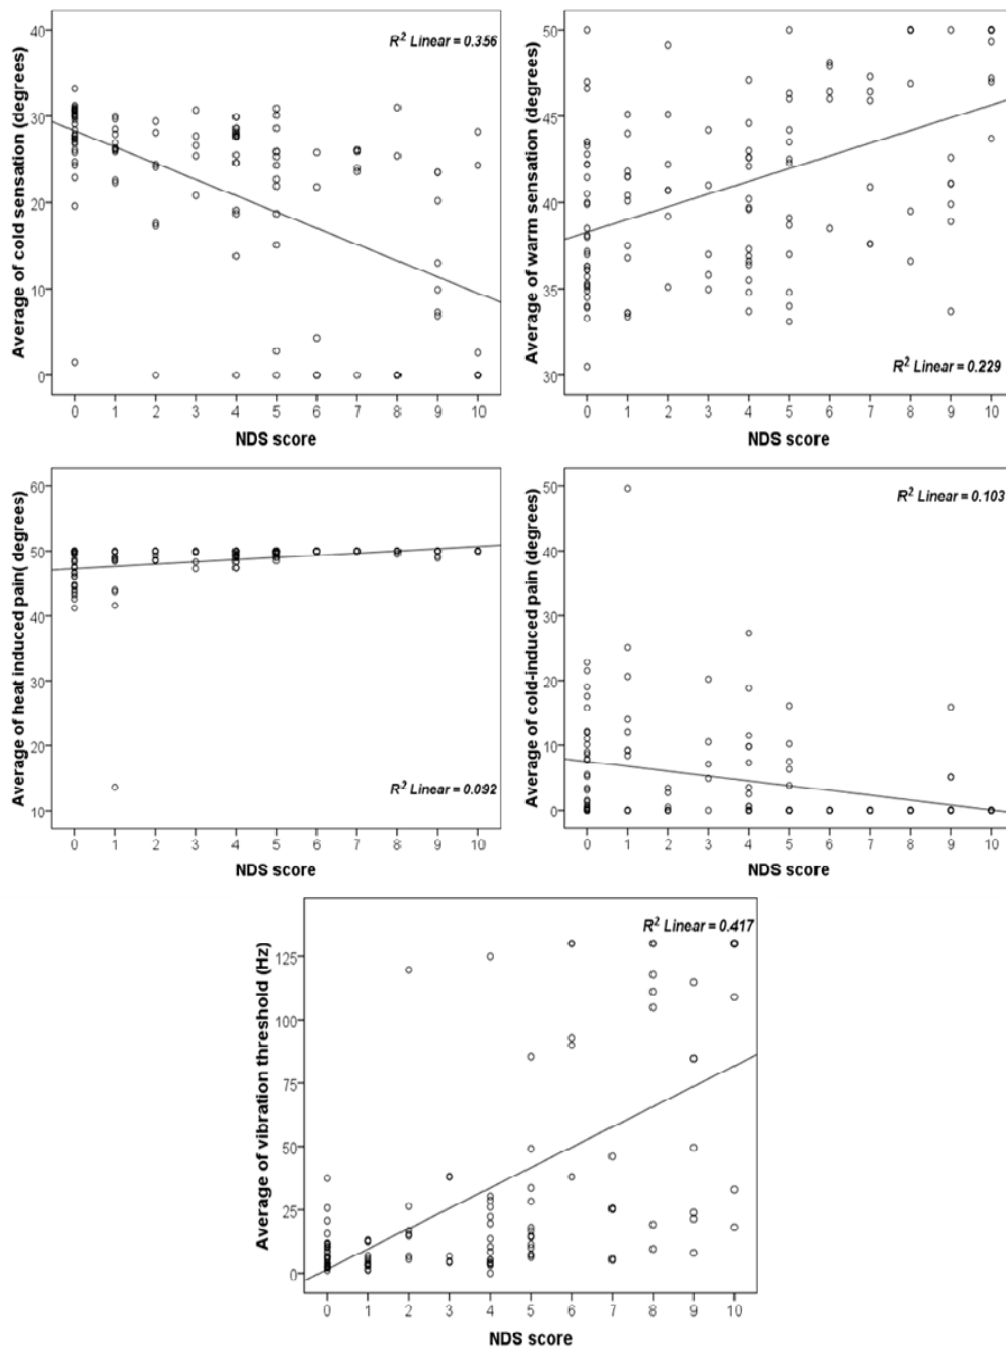 R² Linear = 0.356
Average of cold sensation (degrees)
40
30
20
10
0
0 1 2 3 4 5 6 7 8 9 10
NDS score
R² Linear = 0.229
Average of warm sensation (degrees)
50
45
40
35
30
0 1 2 3 4 5 6 7 8 9 10
NDS score
R² Linear = 0.092
Average of heat induced pain( degrees)
60
50
40
30
20
10
0 1 2 3 4 5 6 7 8 9 10
NDS score
R² Linear = 0.103
Average of cold-induced pain (degrees)
50
40
30
20
10
0
0 1 2 3 4 5 6 7 8 9 10
NDS score
R² Linear = 0.417
Average of vibration threshold (Hz)
125
100
75
50
25
0
0 1 2 3 4 5 6 7 8 9 10
NDS score